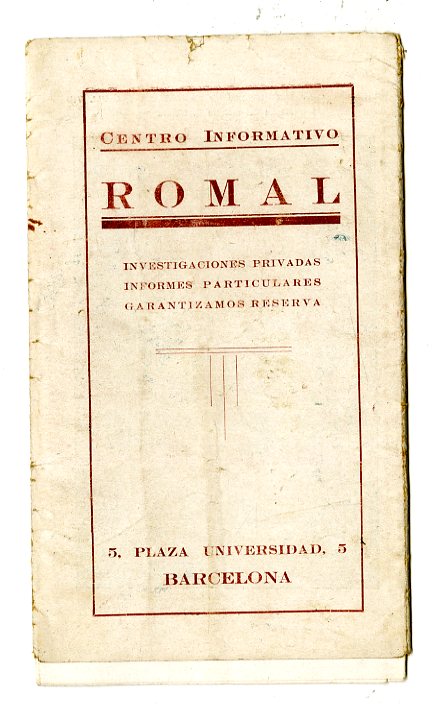 CENTRO INFORMATIVO
ROMAL
INVESTIGACIONES PRIVADAS
INFORMES PARTICULARES
GARANTIZAMOS RESERVA
5, PLAZA UNIVERSIDAD, 5
BARCELONA